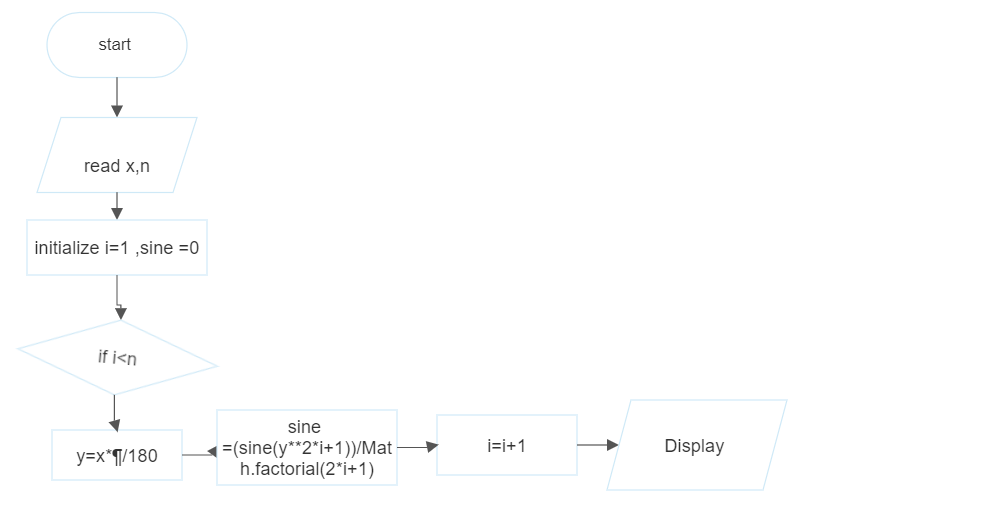 start
read x,n
initialize i=1 ,sine =0
if i<n
y=x*¶/180
sine
=(sine(y**2*i+1))/Mat
h.factorial(2*i+1)
i=i+1
Display